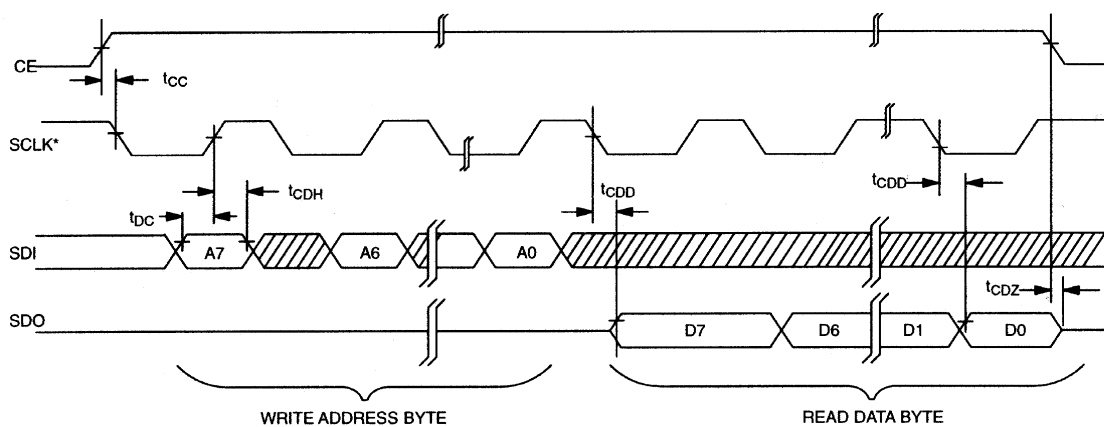 CE
tCC
SCLK*
tCDH
tCDD
tCDD
tDC
SDI
A7
A6
A0
tCDZ
SDO
D7
D6
D1
D0
WRITE ADDRESS BYTE
READ DATA BYTE